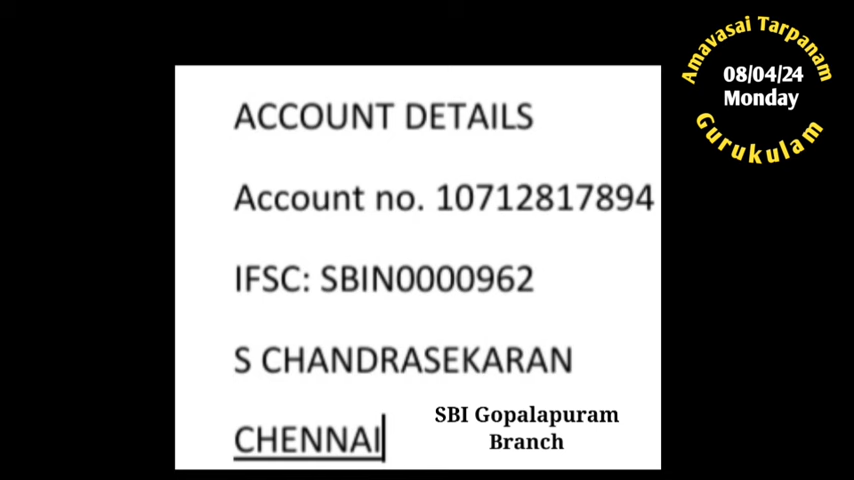 ACCOUNT DETAILS
Account no. 10712817894
IFSC: SBIN0000962
S CHANDRASEKARAN
CHENNAI
SBI Gopalapuram
Branch
Amavasai Tarpanam
08/04/24
Monday
Gurukulam